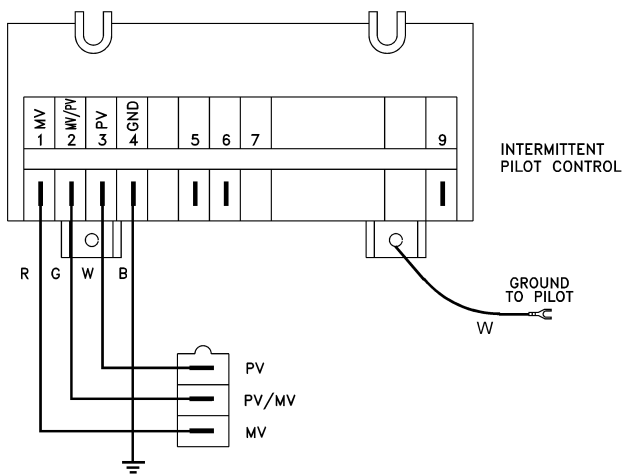 MV
MV/PV
PV
GND
1 2 3 4 5 6 7 9
INTERMITTENT
PILOT CONTROL
R G W B
GROUND
TO PILOT
W
PV
PV/MV
MV